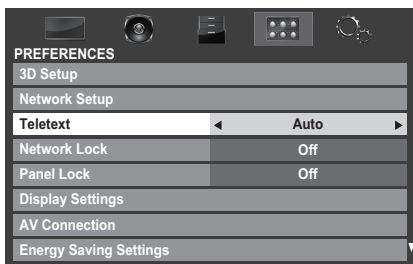 PREFERENCES
3D Setup
Network Setup
Teletext ◀ Auto ▶
Network Lock Off
Panel Lock Off
Display Settings
AV Connection
Energy Saving Settings